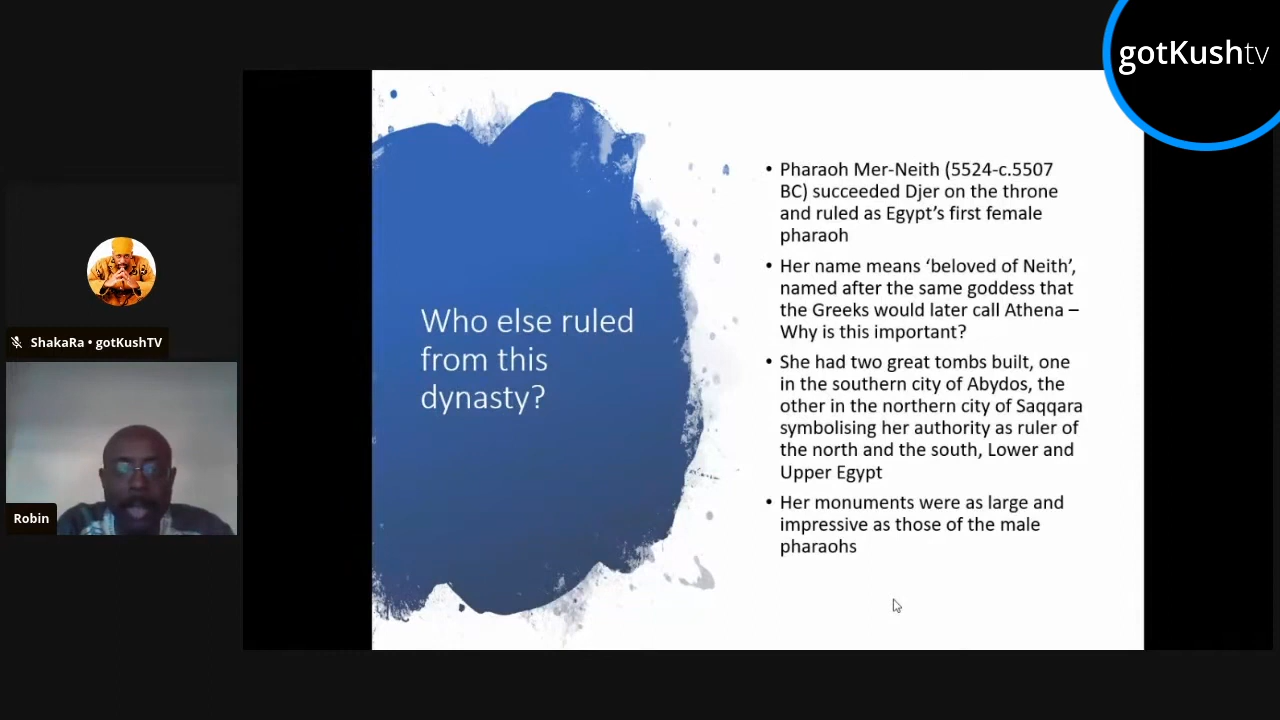 gotKushtv
ShakaRa • gotKushTV
Robin
Who else ruled
from this
dynasty?
• Pharaoh Mer-Neith (5524-c.5507
BC) succeeded Djer on the throne
and ruled as Egypt’s first female
pharaoh
• Her name means ‘beloved of Neith’,
named after the same goddess that
the Greeks would later call Athena –
Why is this important?
• She had two great tombs built, one
in the southern city of Abydos, the
other in the northern city of Saqqara
symbolising her authority as ruler of
the north and the south, Lower and
Upper Egypt
• Her monuments were as large and
impressive as those of the male
pharaohs